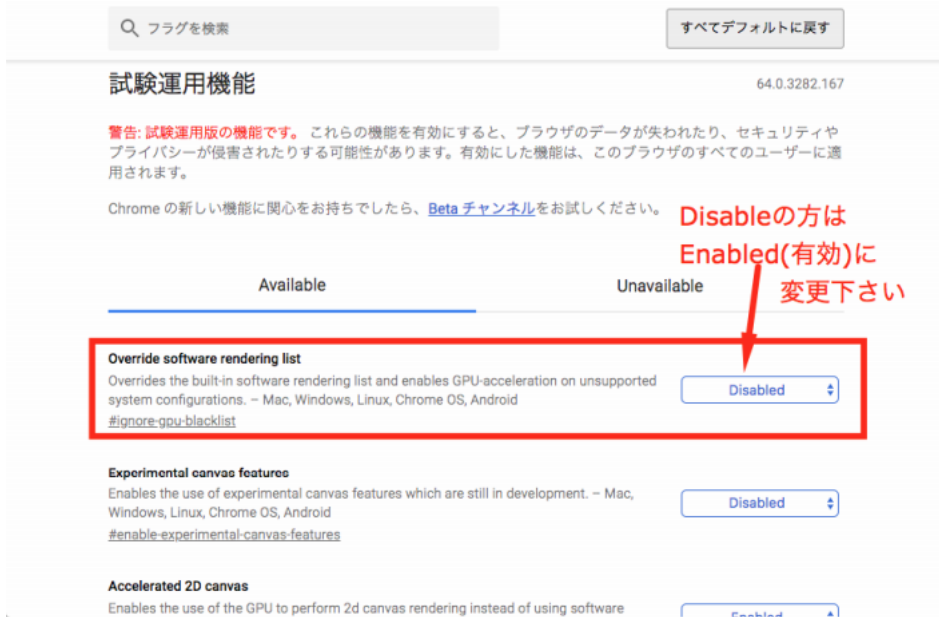 フラグを検索
すべてデフォルトに戻す
試験運用機能
64.0.3282.167
警告: 試験運用版の機能です。 これらの機能を有効にすると、ブラウザのデータが失われたり、セキュリティや
プライバシーが侵害されたりする可能性があります。有効にした機能は、このブラウザのすべてのユーザーに適
用されます。
Chrome の新しい機能に関心をお持ちでしたら、Beta チャンネルをお試しください。
Disableの方は
Enabled(有効)に
変更下さい
Available
Unavailable
Override software rendering list
Overrides the built-in software rendering list and enables GPU-acceleration on unsupported
system configurations. – Mac, Windows, Linux, Chrome OS, Android
#ignore-gpu-blacklist
Disabled
Experimental canvas features
Enables the use of experimental canvas features which are still in development. – Mac,
Windows, Linux, Chrome OS, Android
#enable-experimental-canvas-features
Disabled
Accelerated 2D canvas
Enables the use of the GPU to perform 2d canvas rendering instead of using software
Enabled